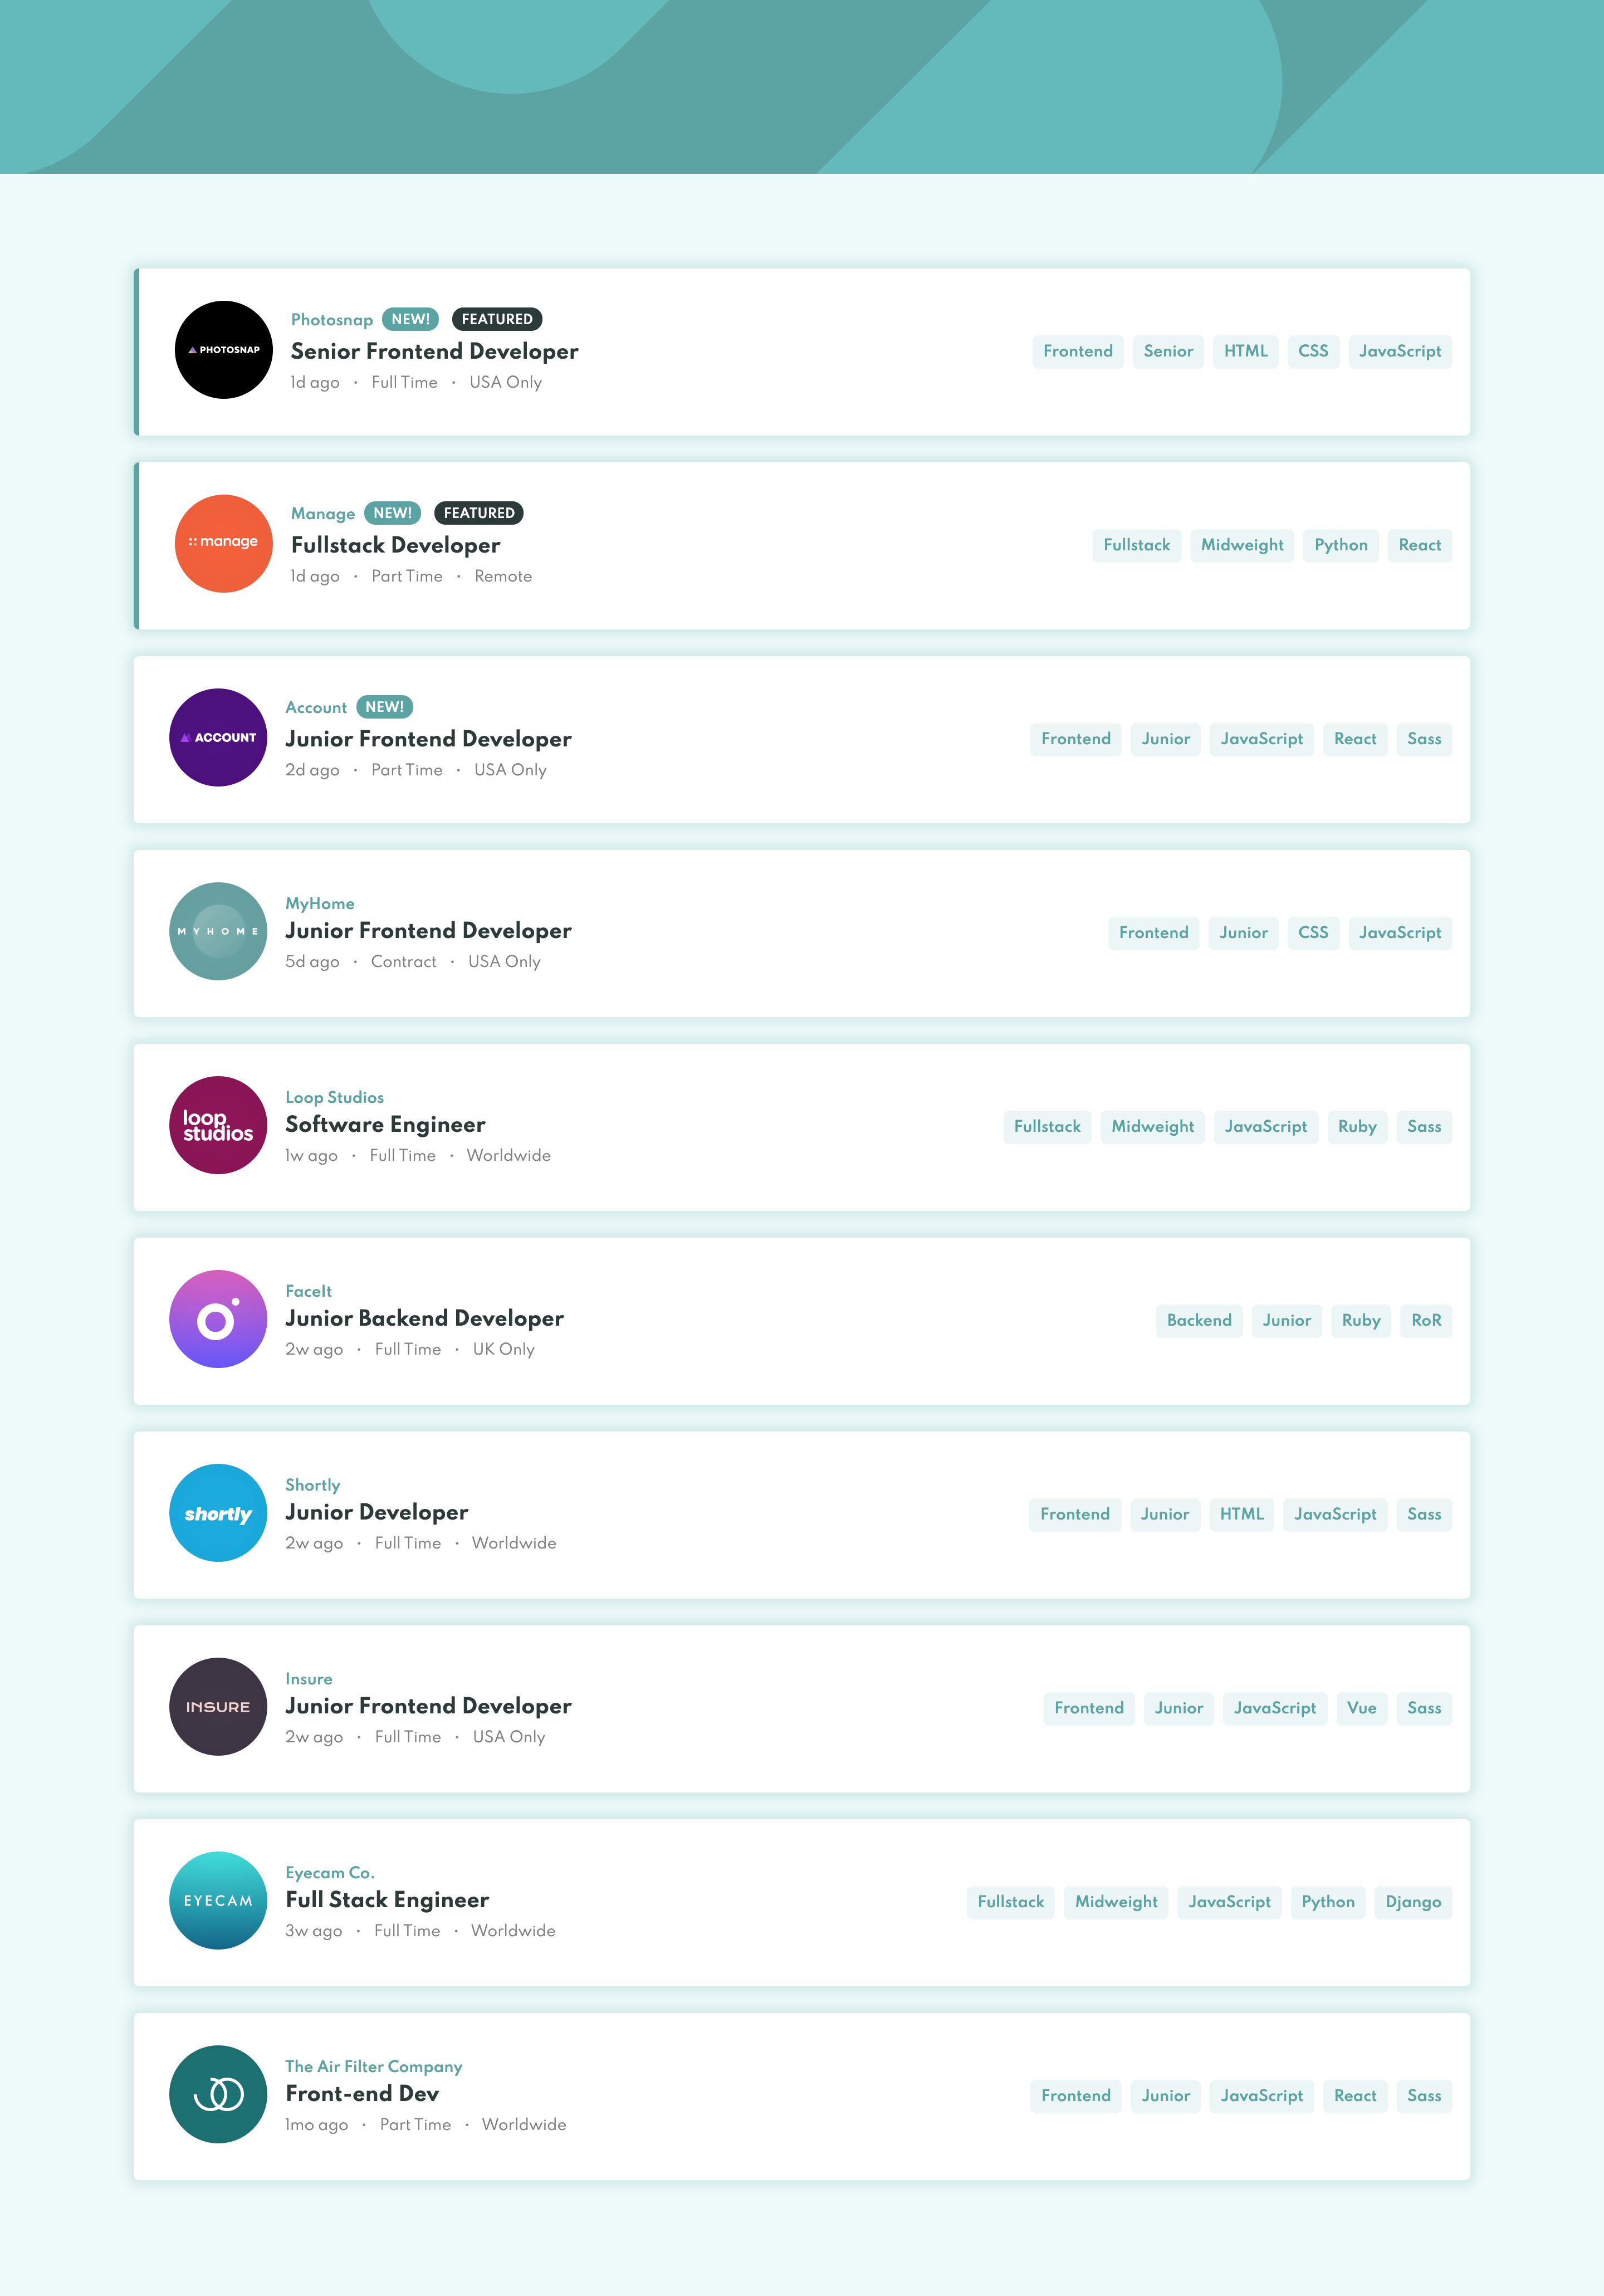 PHOTOSNAP
Photosnap NEW! FEATURED
Senior Frontend Developer
1d ago · Full Time · USA Only
Frontend Senior HTML CSS JavaScript
manage
Manage NEW! FEATURED
Fullstack Developer
1d ago · Part Time · Remote
Fullstack Midweight Python React
ACCOUNT
Account NEW!
Junior Frontend Developer
2d ago · Part Time · USA Only
Frontend Junior JavaScript React Sass
MYHOME
MyHome
Junior Frontend Developer
5d ago · Contract · USA Only
Frontend Junior CSS JavaScript
loop
studios
Loop Studios
Software Engineer
1w ago · Full Time · Worldwide
Fullstack Midweight JavaScript Ruby Sass
FaceIt
Junior Backend Developer
2w ago · Full Time · UK Only
Backend Junior Ruby RoR
shortly
Shortly
Junior Developer
2w ago · Full Time · Worldwide
Frontend Junior HTML JavaScript Sass
INSURE
Insure
Junior Frontend Developer
2w ago · Full Time · USA Only
Frontend Junior JavaScript Vue Sass
EYECAM
Eyecam Co.
Full Stack Engineer
3w ago · Full Time · Worldwide
Fullstack Midweight JavaScript Python Django
The Air Filter Company
Front-end Dev
1mo ago · Part Time · Worldwide
Frontend Junior JavaScript React Sass